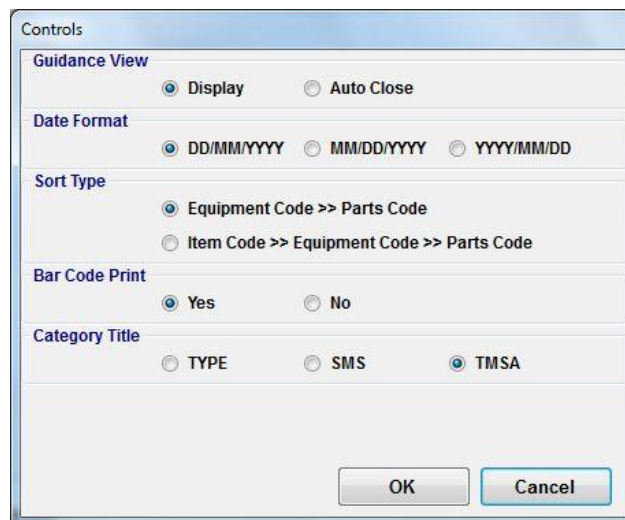 Controls
Guidance View
Display Auto Close
Date Format
DD/MM/YYYY MM/DD/YYYY YYYY/MM/DD
Sort Type
Equipment Code >> Parts Code
Item Code >> Equipment Code >> Parts Code
Bar Code Print
Yes No
Category Title
TYPE SMS TMSA
OK Cancel